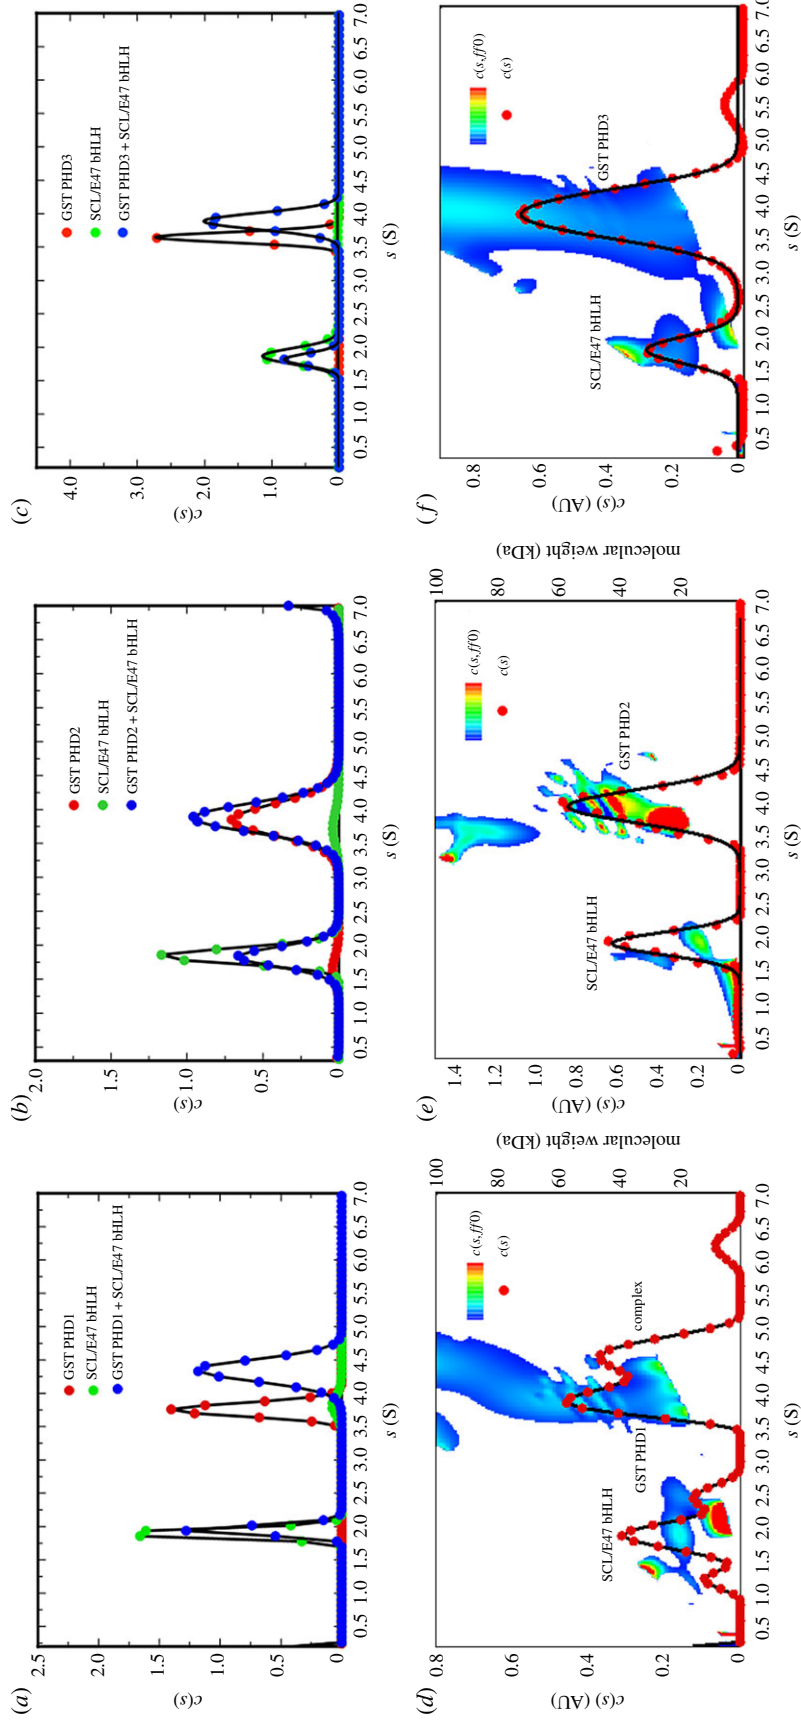 (a)
2.5
2.0
1.5
1.0
0.5
0
c(s)
GST PHD1
SCL/E47 bHLH
GST PHD1 + SCL/E47 bHLH
0.5 1.0 1.5 2.0 2.5 3.0 3.5 4.0 4.5 5.0 5.5 6.0 6.5 7.0
s (S)
(b)
2.0
1.5
1.0
0.5
0
c(s)
GST PHD2
SCL/E47 bHLH
GST PHD2 + SCL/E47 bHLH
0.5 1.0 1.5 2.0 2.5 3.0 3.5 4.0 4.5 5.0 5.5 6.0 6.5 7.0
s (S)
(c)
4.0
3.0
2.0
1.0
0
c(s)
GST PHD3
SCL/E47 bHLH
GST PHD3 + SCL/E47 bHLH
0.5 1.0 1.5 2.0 2.5 3.0 3.5 4.0 4.5 5.0 5.5 6.0 6.5 7.0
s (S)
(d)
0.8
0.6
0.4
0.2
0
c(s) (AU)
SCL/E47 bHLH
GST PHD1
complex
c(s,ff0)
c(s)
100
80
60
40
20
molecular weight (kDa)
0.5 1.0 1.5 2.0 2.5 3.0 3.5 4.0 4.5 5.0 5.5 6.0 6.5 7.0
s (S)
(e)
1.4
1.2
1.0
0.8
0.6
0.4
0.2
0
c(s) (AU)
SCL/E47 bHLH
GST PHD2
c(s,ff0)
c(s)
100
80
60
40
20
molecular weight (kDa)
0.5 1.0 1.5 2.0 2.5 3.0 3.5 4.0 4.5 5.0 5.5 6.0 6.5 7.0
s (S)
(f)
0.8
0.6
0.4
0.2
0
c(s) (AU)
SCL/E47 bHLH
GST PHD3
c(s,ff0)
c(s)
0.5 1.0 1.5 2.0 2.5 3.0 3.5 4.0 4.5 5.0 5.5 6.0 6.5 7.0
s (S)